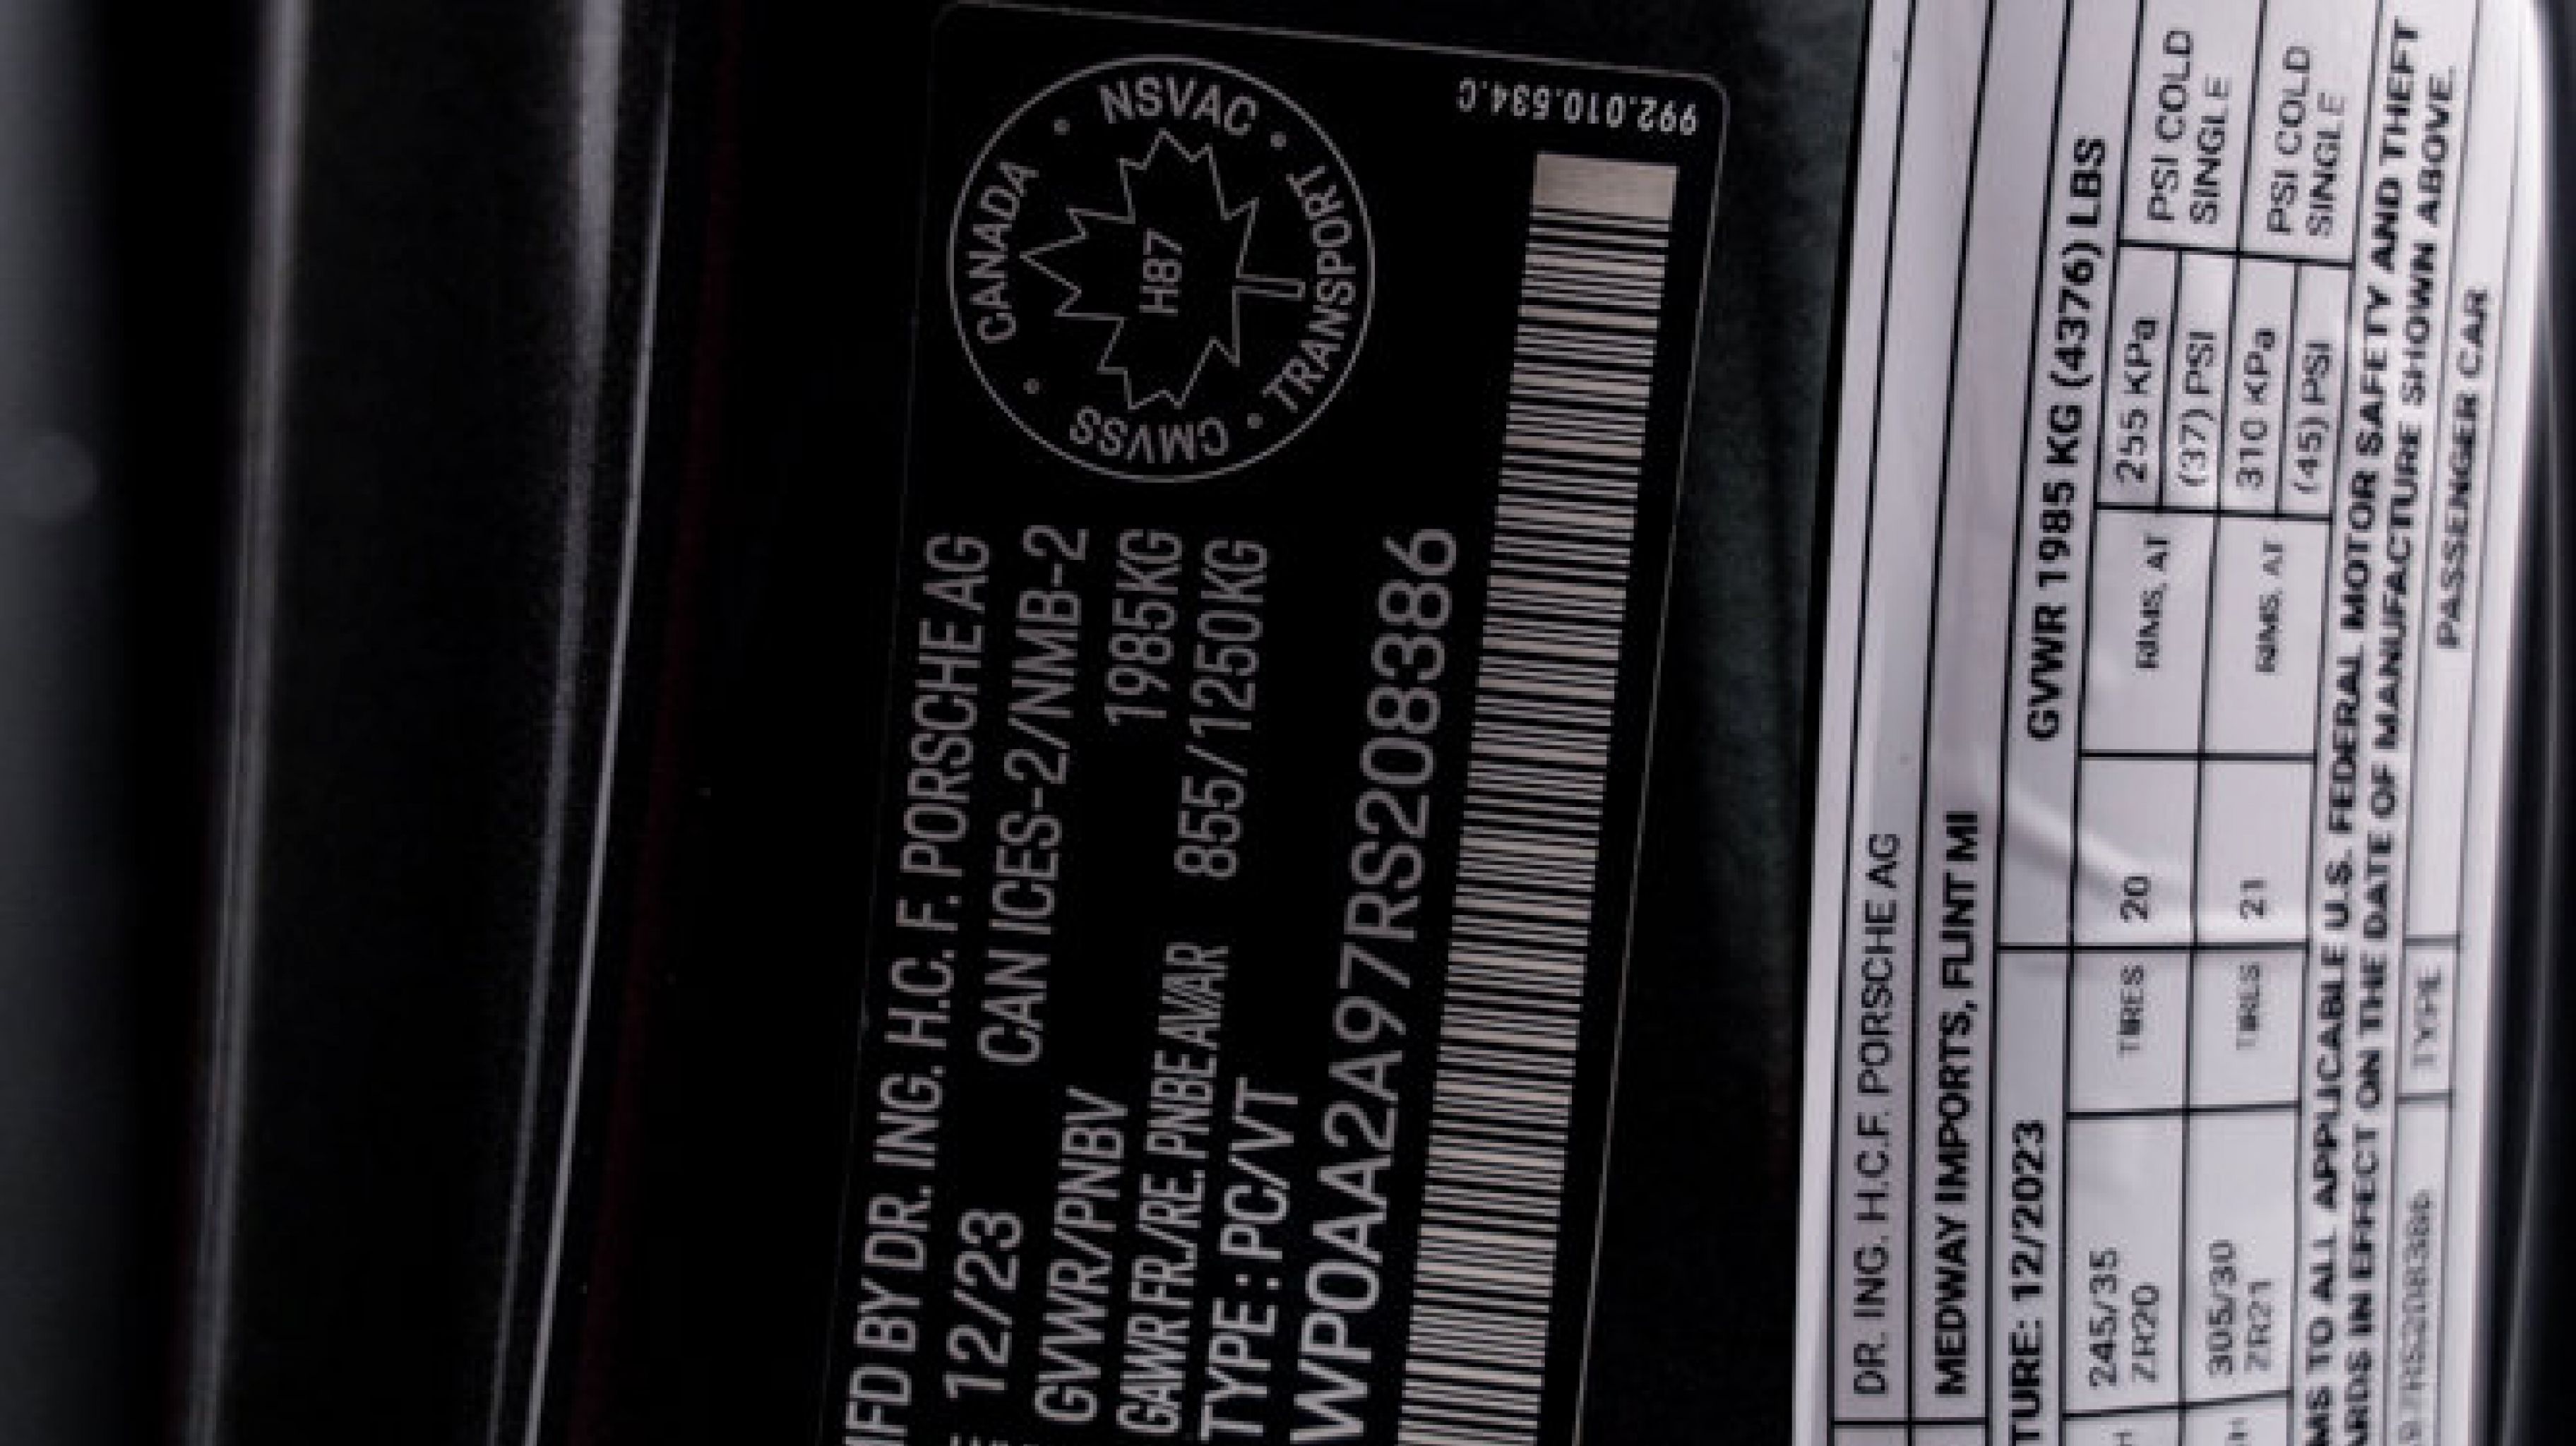 MFD BY DR. ING. H.C. F. PORSCHE AG
12/23 CAN ICES-2/NMB-2
GVWR/PNBV 1985KG
GAWR FR./RE.PNBEAVAR 855/1250KG
TYPE : PC/VT
WP0AA2A97RS208386
CANADA • NSVAC • TRANSPORT • CMVSS •
H87
992.010.534.C
DR. ING. H.C.F. PORSCHE AG
MEDWAY IMPORTS, FLINT MI
TURE: 12/2023 GVWR 1985 KG (4376) LBS
245/35 ZR20 TIRES 20 RIMS, AT 255 KPa (37) PSI PSI COLD SINGLE
305/30 ZR21 TIRES 21 RIMS, AT 310 KPa (45) PSI PSI COLD SINGLE
MS TO ALL APPLICABLE U.S. FEDERAL MOTOR SAFETY AND THEFT
ARDS IN EFFECT ON THE DATE OF MANUFACTURE SHOWN ABOVE.
97RS208386 TYPE PASSENGER CAR